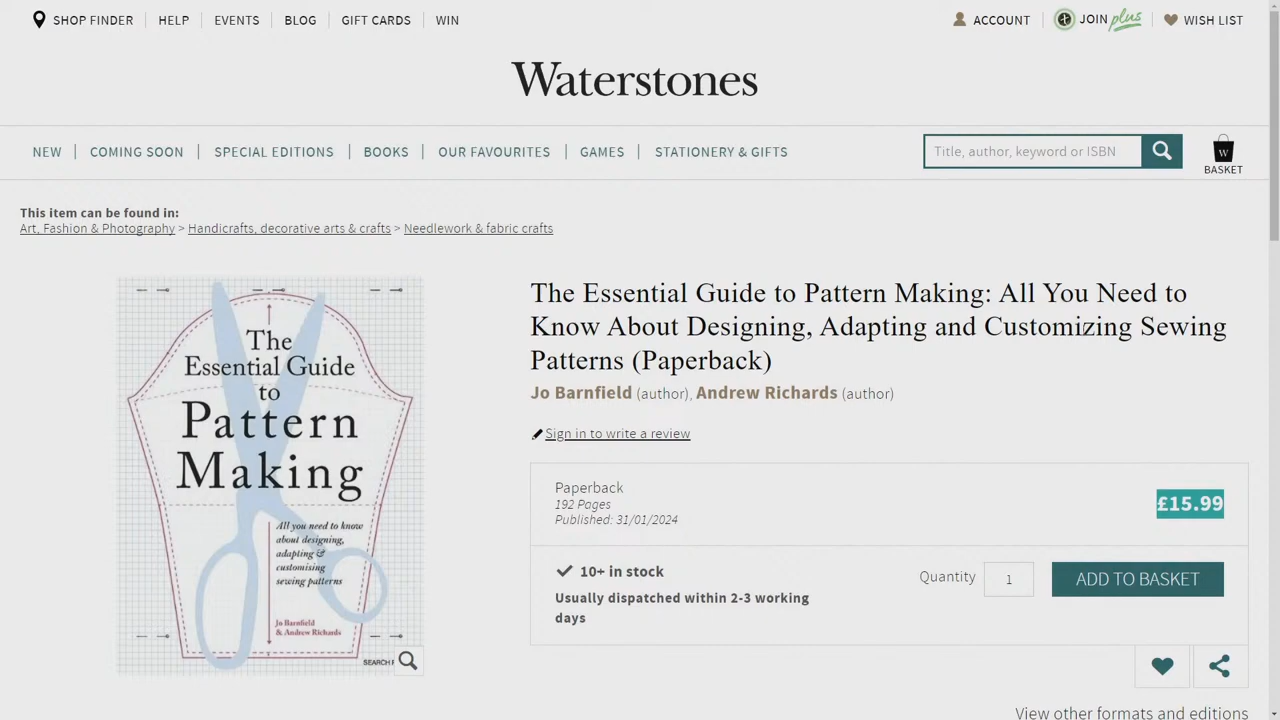 SHOP FINDER
HELP
EVENTS
BLOG
GIFT CARDS
WIN
ACCOUNT
JOIN plus
WISH LIST
Waterstones
NEW
COMING SOON
SPECIAL EDITIONS
BOOKS
OUR FAVOURITES
GAMES
STATIONERY & GIFTS
Title, author, keyword or ISBN
W
BASKET
This item can be found in:
Art, Fashion & Photography > Handicrafts, decorative arts & crafts > Needlework & fabric crafts
The
Essential Guide
to
Pattern
Making
All you need to know
about designing,
adapting &
customising
sewing patterns
Jo Barnfield
& Andrew Richards
SEARCH
The Essential Guide to Pattern Making: All You Need to
Know About Designing, Adapting and Customizing Sewing
Patterns (Paperback)
Jo Barnfield (author), Andrew Richards (author)
Sign in to write a review
Paperback
192 Pages
Published: 31/01/2024
£15.99
10+ in stock
Usually dispatched within 2-3 working
days
Quantity
1
ADD TO BASKET
View other formats and editions